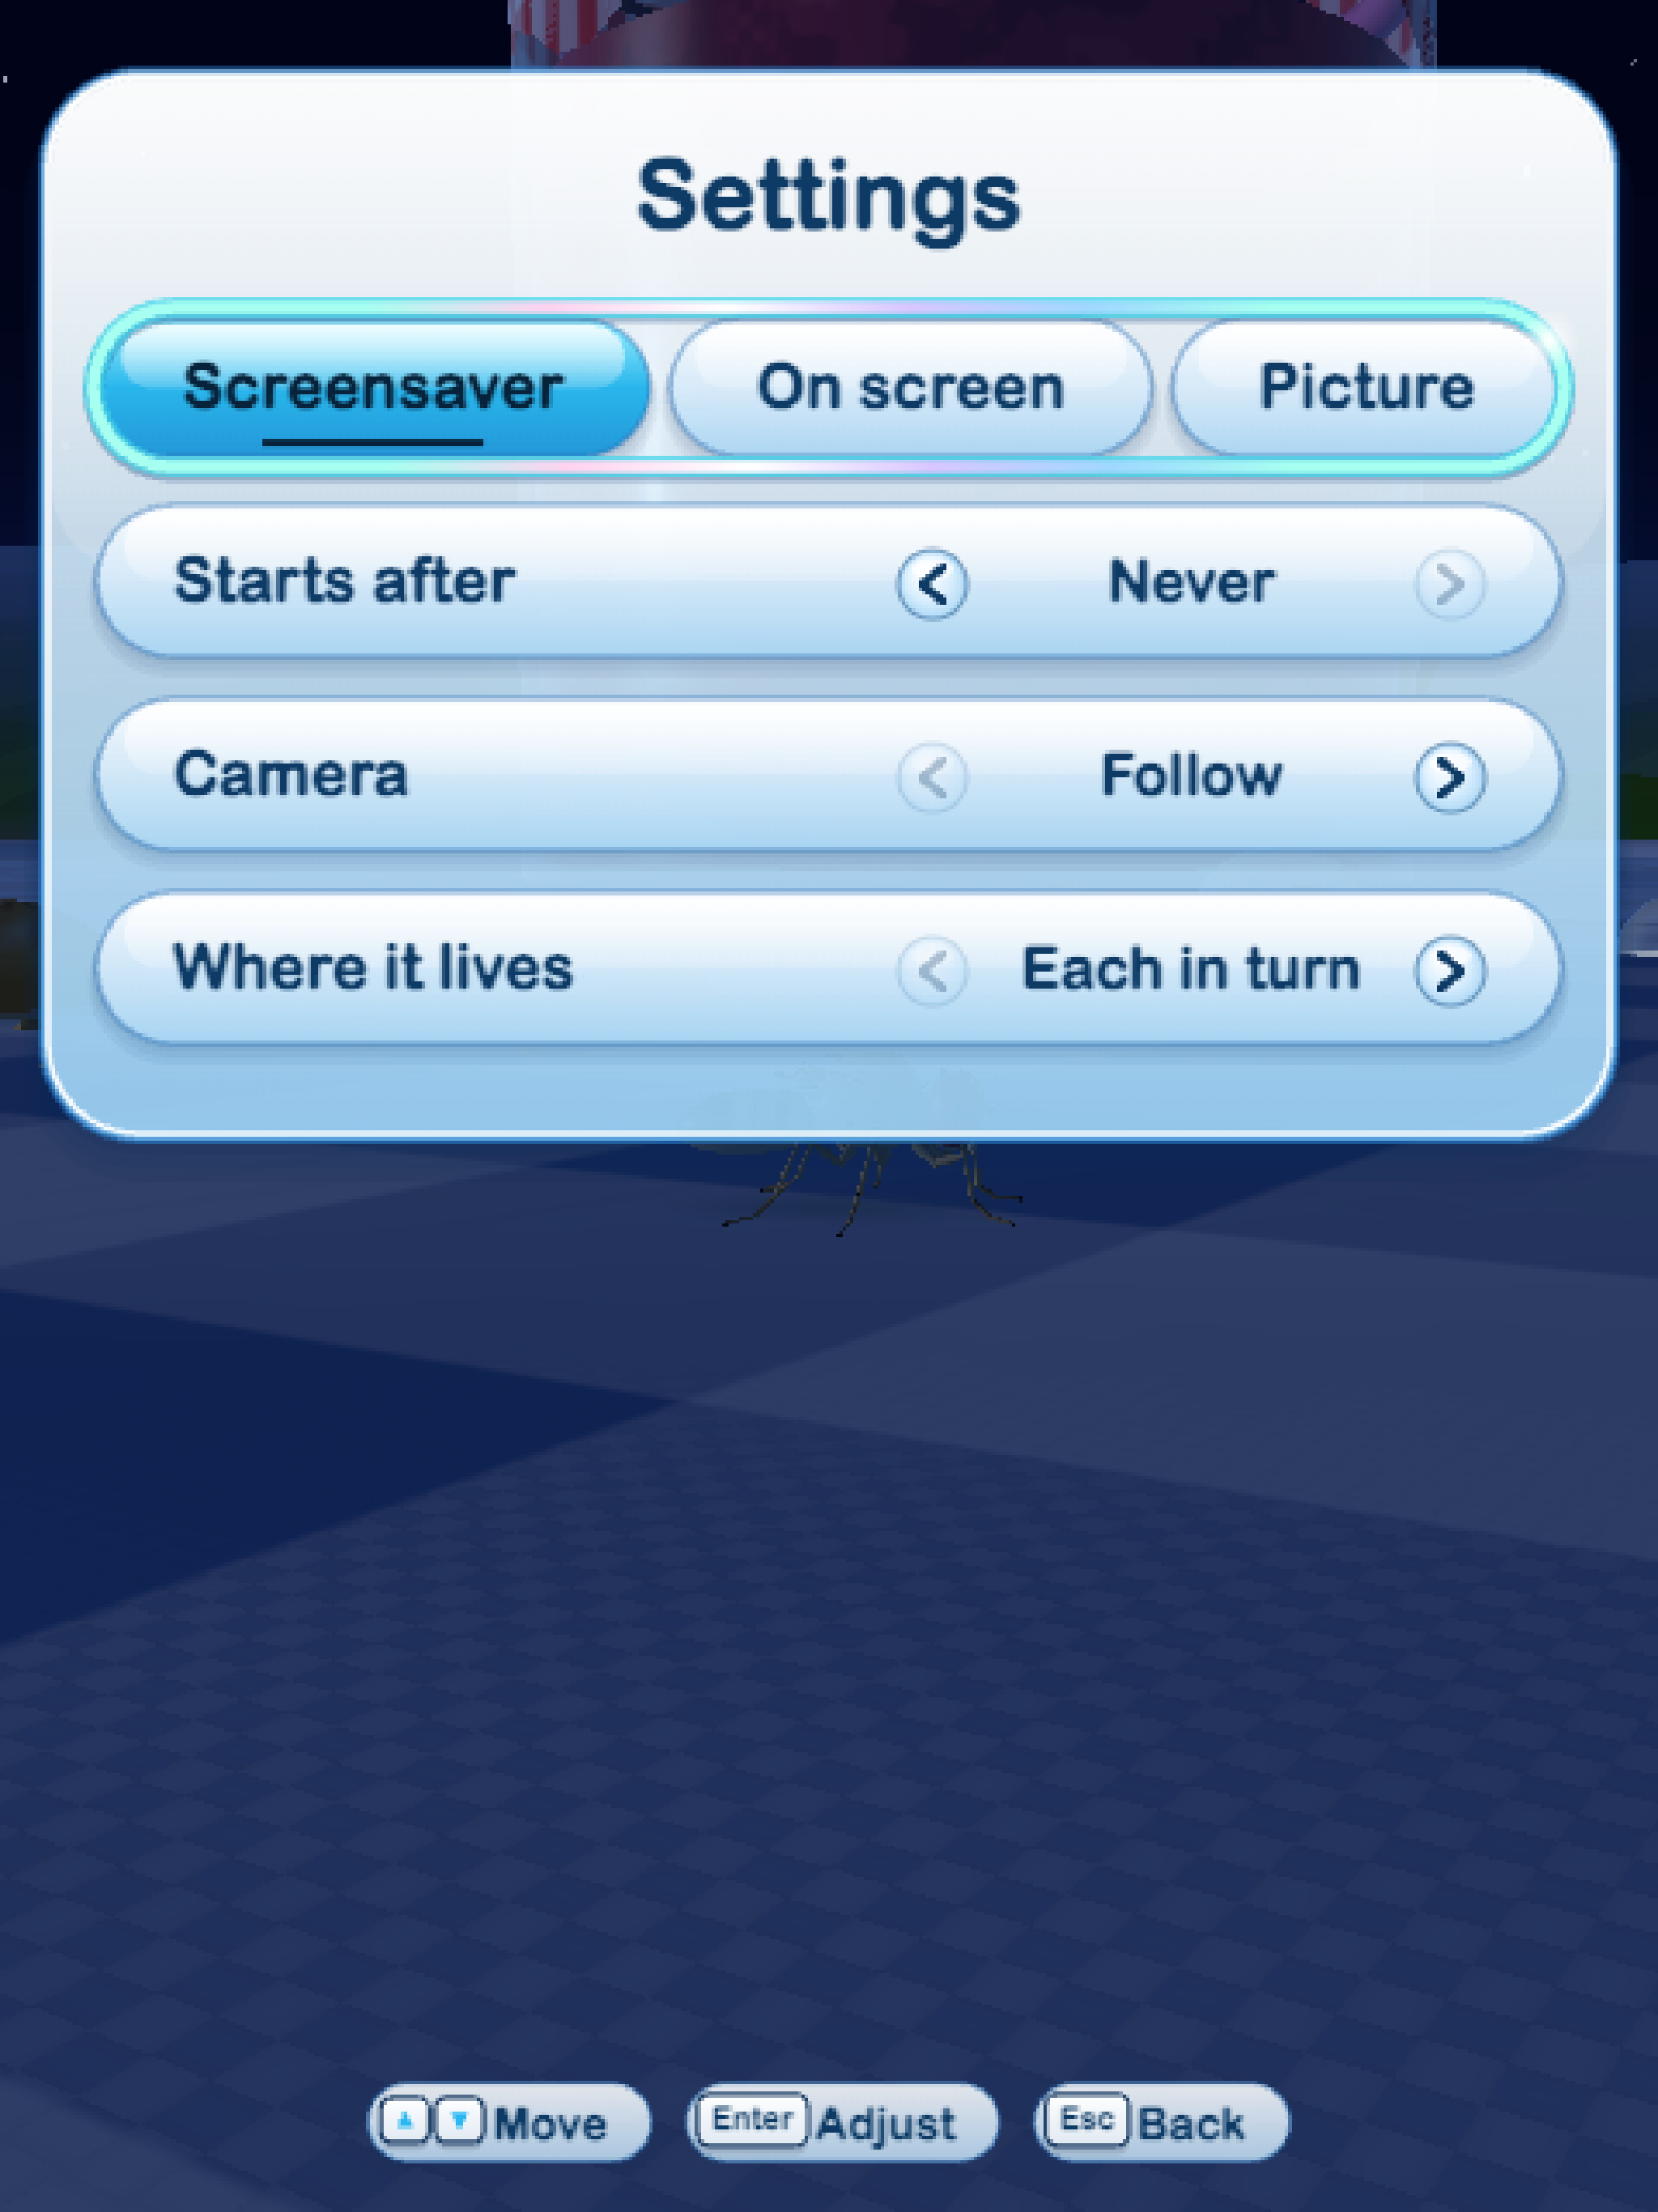 Settings
Screensaver On screen Picture
Starts after < Never >
Camera < Follow >
Where it lives < Each in turn >
▲ ▼ Move Enter Adjust Esc Back